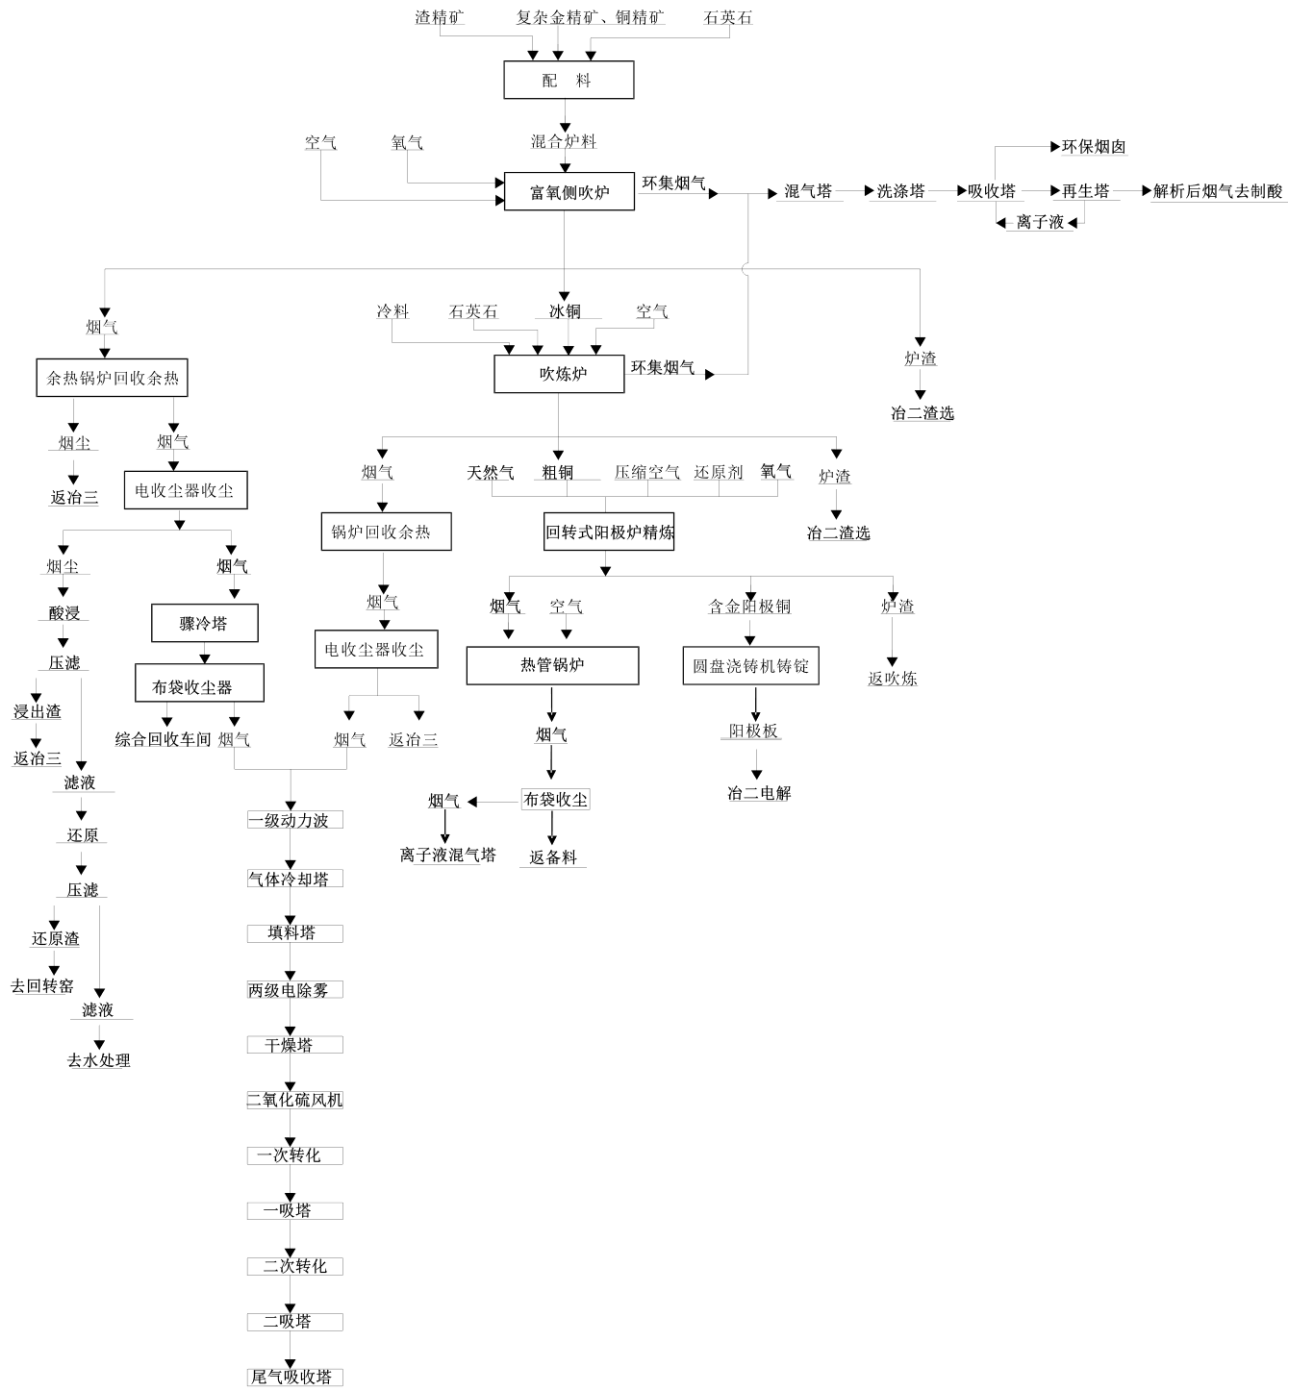 渣精矿
复杂金精矿、铜精矿
石英石
配 料
空气
氧气
混合炉料
环保烟囱
富氧侧吹炉
环集烟气
混气塔
洗涤塔
吸收塔
再生塔
解析后烟气去制酸
离子液
烟气
冷料
石英石
冰铜
空气
炉渣
余热锅炉回收余热
吹炼炉
环集烟气
冶二渣选
烟尘
烟气
返冶三
电收尘器收尘
烟气
天然气
粗铜
压缩空气
还原剂
氧气
炉渣
锅炉回收余热
回转式阳极炉精炼
冶二渣选
烟尘
烟气
酸浸
骤冷塔
压滤
布袋收尘器
浸出渣
返冶三
综合回收车间
烟气
烟气
电收尘器收尘
烟气
返冶三
烟气
空气
含金阳极铜
炉渣
热管锅炉
圆盘浇铸机铸锭
返吹炼
烟气
阳极板
冶二电解
烟气
布袋收尘
离子液混气塔
返备料
滤液
还原
压滤
还原渣
去回转窑
滤液
去水处理
一级动力波
气体冷却塔
填料塔
两级电除雾
干燥塔
二氧化硫风机
一次转化
一吸塔
二次转化
二吸塔
尾气吸收塔